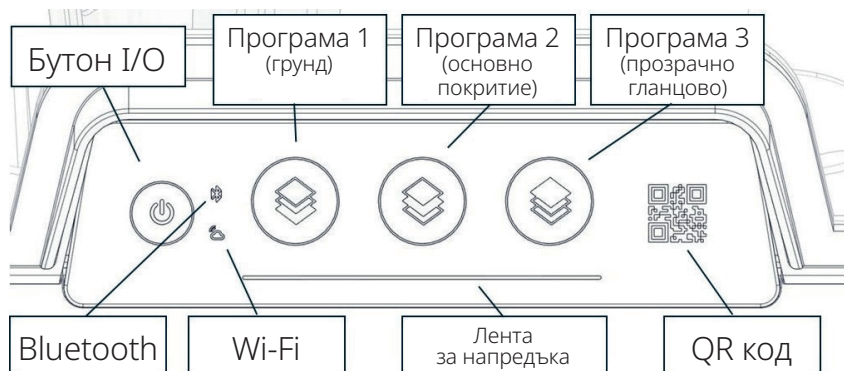 Бутон I/O
Програма 1
(грунд)
Програма 2
(основно
покритие)
Програма 3
(прозрачно
гланцово)
Bluetooth
Wi-Fi
Лента
за напредъка
QR код